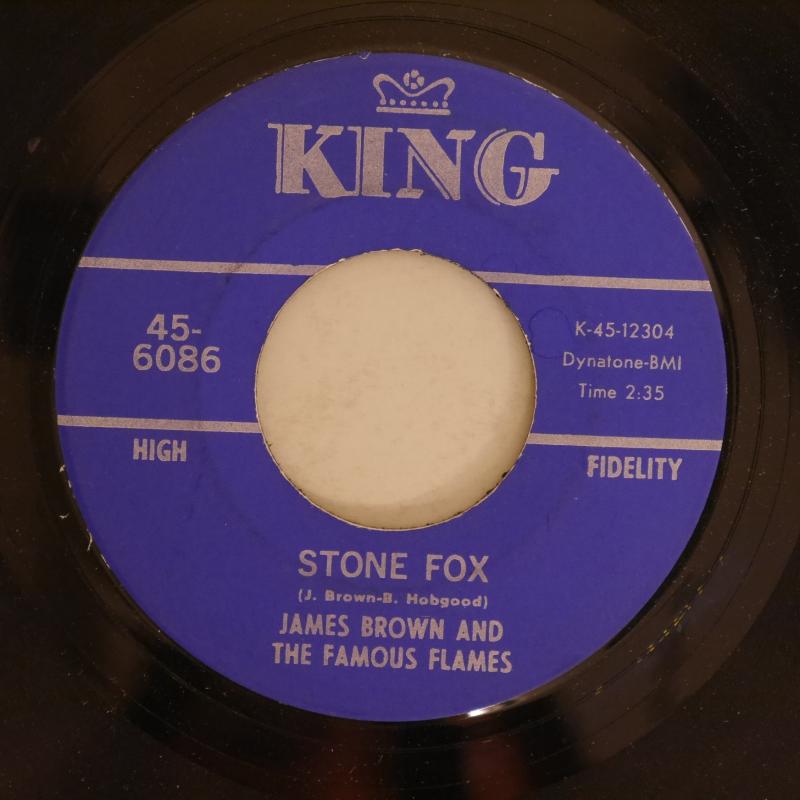 KING
45-
6086
K-45-12304
Dynatone-BMI
Time 2:35
HIGH
FIDELITY
STONE FOX
(J. Brown-B. Hobgood)
JAMES BROWN AND
THE FAMOUS FLAMES